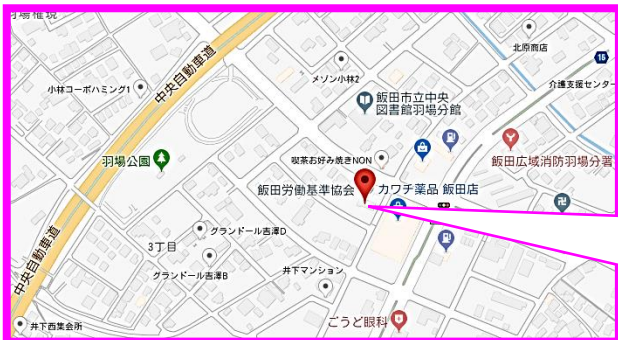 羽場権現
中央自動車道
小林コーポハミング1
メゾン小林2
北原商店
15
介護支援センター
飯田市立中央
図書館羽場分館
羽場公園
喫茶お好み焼きNON
飯田広域消防羽場分署
飯田労働基準協会
カワチ薬品 飯田店
グランドール吉澤D
3丁目
グランドール吉澤B
井下マンション
中央自動車道
井下西集会所
ごうど眼科